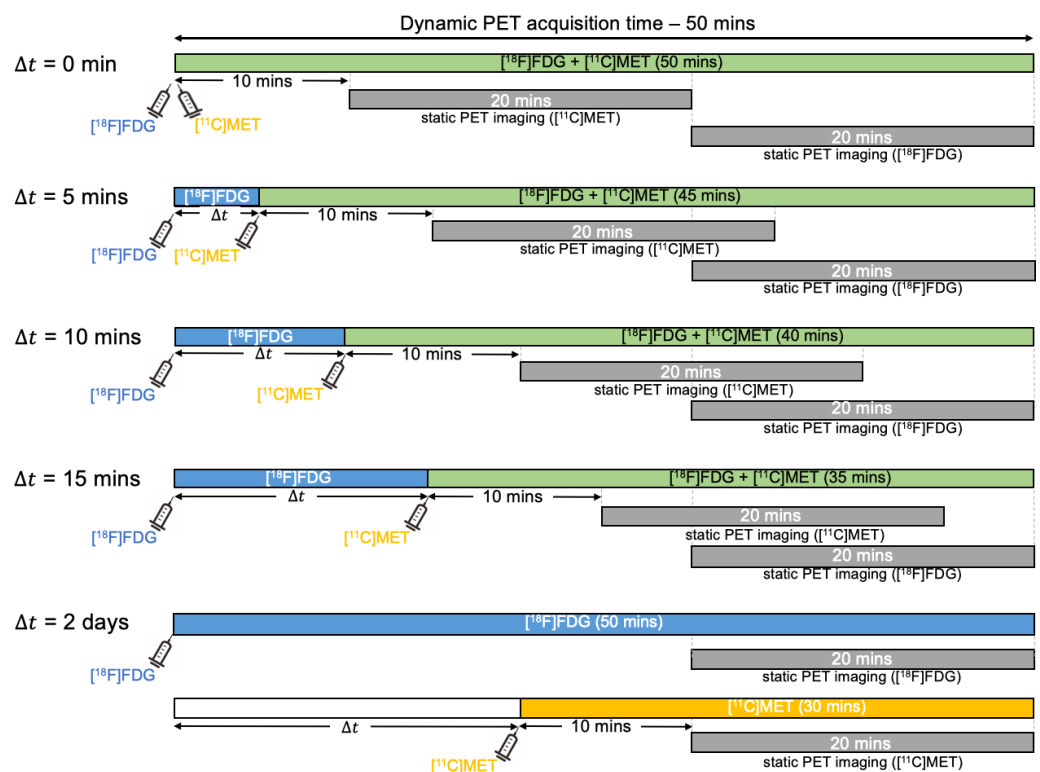 Dynamic PET acquisition time – 50 mins
Δt = 0 min
[¹⁸F]FDG + [¹¹C]MET (50 mins)
10 mins
[¹⁸F]FDG
[¹¹C]MET
20 mins
static PET imaging ([¹¹C]MET)
20 mins
static PET imaging ([¹⁸F]FDG)
Δt = 5 mins
[¹⁸F]FDG
[¹⁸F]FDG + [¹¹C]MET (45 mins)
Δt
10 mins
[¹⁸F]FDG
[¹¹C]MET
20 mins
static PET imaging ([¹¹C]MET)
20 mins
static PET imaging ([¹⁸F]FDG)
Δt = 10 mins
[¹⁸F]FDG
[¹⁸F]FDG + [¹¹C]MET (40 mins)
Δt
10 mins
[¹⁸F]FDG
[¹¹C]MET
20 mins
static PET imaging ([¹¹C]MET)
20 mins
static PET imaging ([¹⁸F]FDG)
Δt = 15 mins
[¹⁸F]FDG
[¹⁸F]FDG + [¹¹C]MET (35 mins)
Δt
10 mins
[¹⁸F]FDG
[¹¹C]MET
20 mins
static PET imaging ([¹¹C]MET)
20 mins
static PET imaging ([¹⁸F]FDG)
Δt = 2 days
[¹⁸F]FDG (50 mins)
[¹⁸F]FDG
20 mins
static PET imaging ([¹⁸F]FDG)
[¹¹C]MET (30 mins)
Δt
10 mins
[¹¹C]MET
20 mins
static PET imaging ([¹¹C]MET)